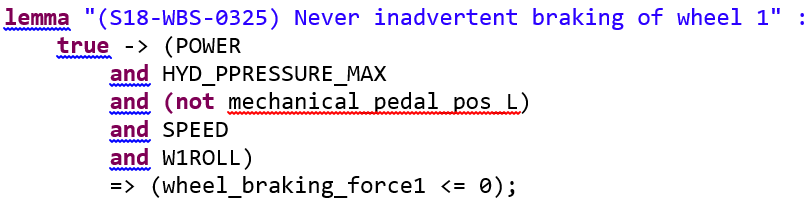 lemma "(S18-WBS-0325) Never inadvertent braking of wheel 1" :
true -> (POWER
and HYD_PPRESSURE_MAX
and (not mechanical_pedal_pos_L)
and SPEED
and W1ROLL)
=> (wheel_braking_force1 <= 0);